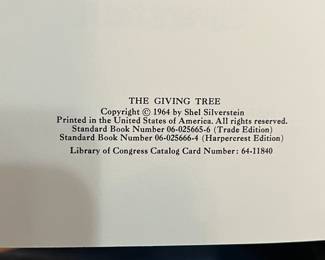 THE GIVING TREE
Copyright © 1964 by Shel Silverstein
Printed in the United States of America. All rights reserved.
Standard Book Number 06-025665-6 (Trade Edition)
Standard Book Number 06-025666-4 (Harpercrest Edition)
Library of Congress Catalog Card Number: 64-11840